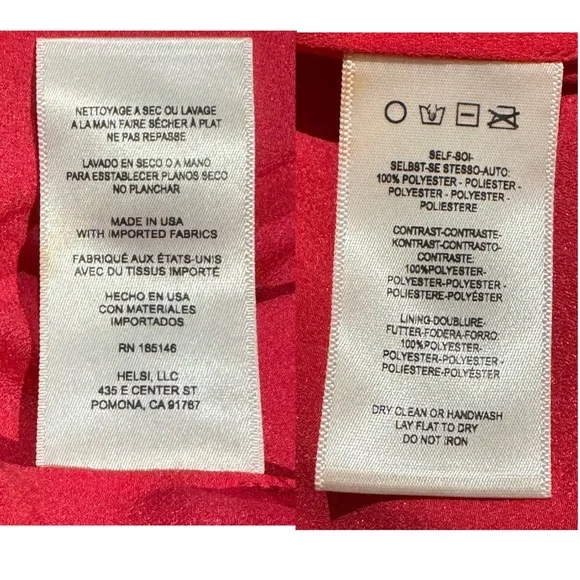 NETTOYAGE A SEC OU LAVAGE
A LA MAIN FAIRE SÉCHER À PLAT
NE PAS REPASSE
LAVADO EN SECO O A MANO
PARA ESTABLECER PLANOS SECO
NO PLANCHAR
MADE IN USA
WITH IMPORTED FABRICS
FABRIQUÉ AUX ÉTATS-UNIS
AVEC DU TISSUS IMPORTÉ
HECHO EN USA
CON MATERIALES
IMPORTADOS
RN 165146
HELSI, LLC
435 E CENTER ST
POMONA, CA 91767
SELF-SOI-
SELBST-SE STESSO-AUTO:
100% POLYESTER - POLIESTER -
POLYESTER - POLYESTER -
POLIESTERE
CONTRAST-CONTRASTE-
KONTRAST-CONTRASTO-
CONTRASTE:
100%POLYESTER-
POLYESTER-POLYESTER -
POLIESTERE-POLYÉSTER
LINING-DOUBLURE-
FUTTER-FODERA-FORRO:
100%POLYESTER-
POLYESTER-POLYESTER -
POLIESTERE-POLYÉSTER
DRY CLEAN OR HANDWASH
LAY FLAT TO DRY
DO NOT IRON